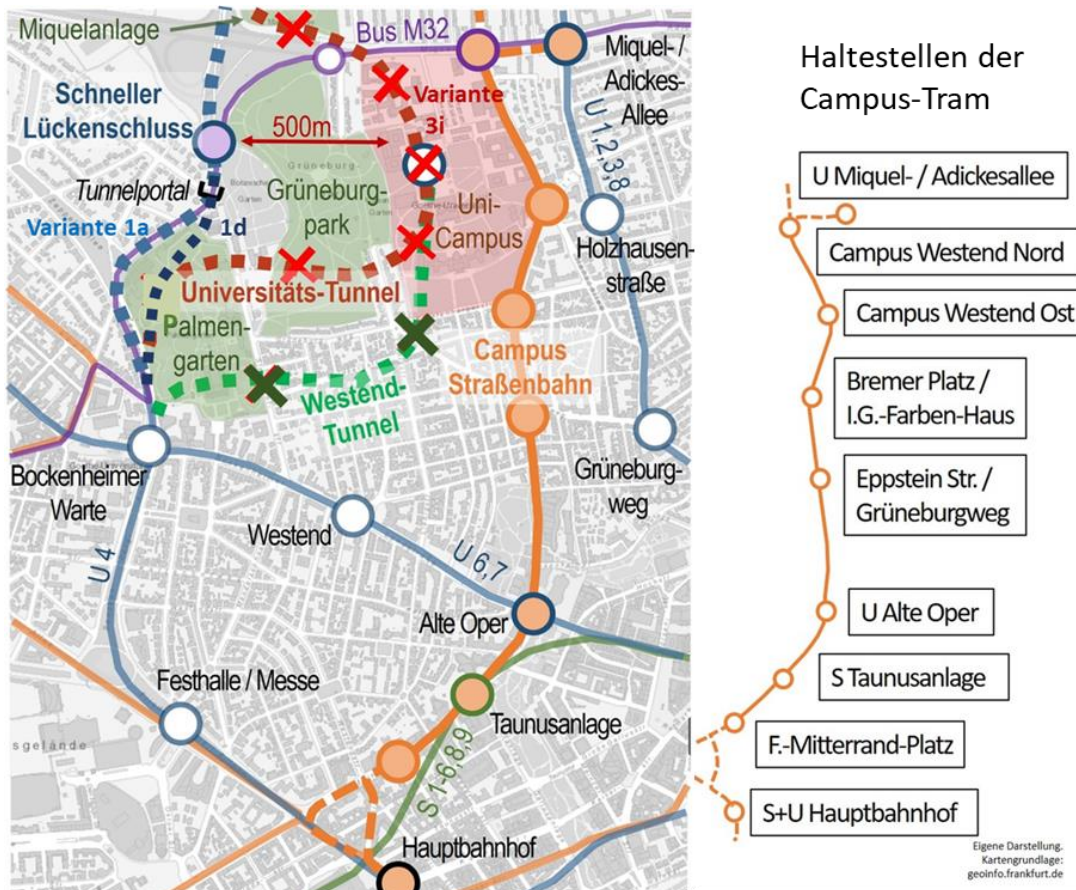 Miquelanlage
Bus M32
Miquel- /
Adickes-
Allee
Schneller
Lückenschluss
500m
Variante
3i
U 1,2,3,8
Tunnelportal
Grüneburg-
park
Uni-
Campus
Variante 1a
1d
Holzhausen-
straße
Universitäts-Tunnel
Palmen-
garten
Campus
Straßenbahn
Westend-
Tunnel
Bockenheimer
Warte
Grüneburg-
weg
Westend
U 4
U 6,7
Alte Oper
Festhalle / Messe
Taunusanlage
sgelände
S 1-6,8,9
Hauptbahnhof
Haltestellen der
Campus-Tram
U Miquel- / Adickesallee
Campus Westend Nord
Campus Westend Ost
Bremer Platz /
I.G.-Farben-Haus
Eppstein Str. /
Grüneburgweg
U Alte Oper
S Taunusanlage
F.-Mitterrand-Platz
S+U Hauptbahnhof
Eigene Darstellung.
Kartengrundlage:
geoinfo.frankfurt.de